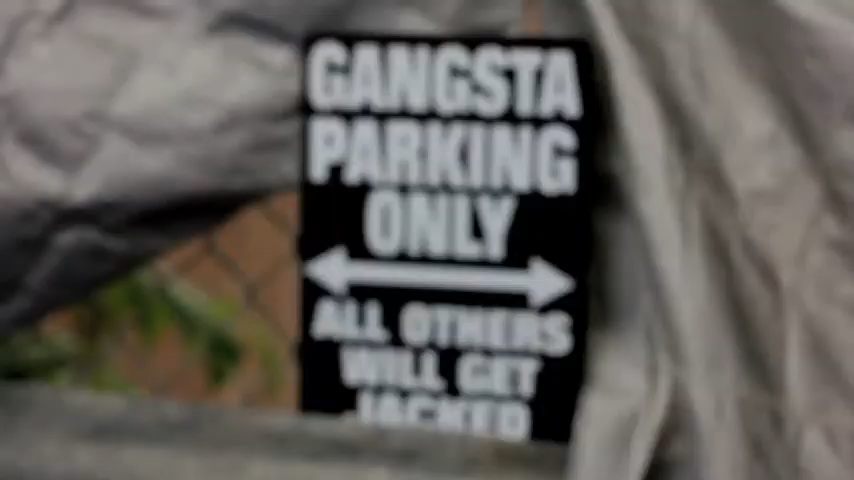 GANGSTA
PARKING
ONLY
ALL OTHERS
WILL GET
JACKED